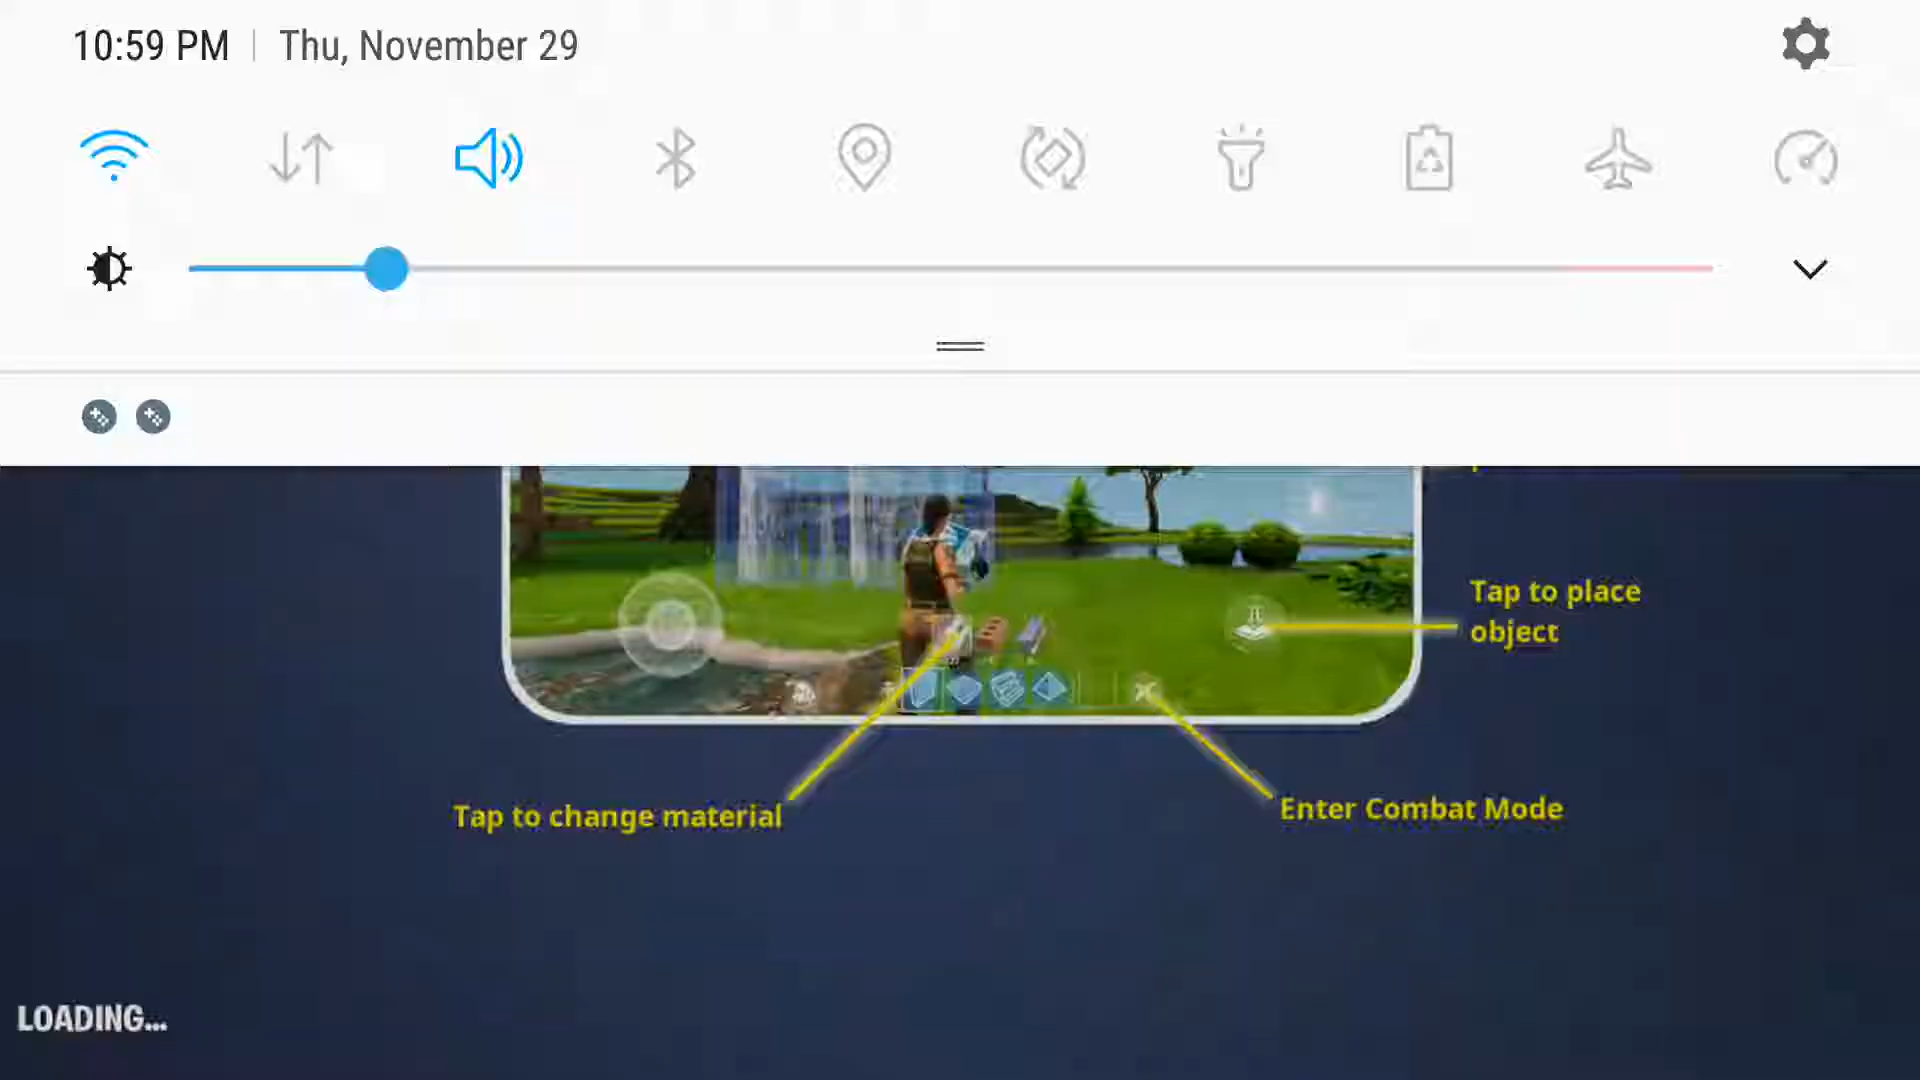 10:59 PM | Thu, November 29
Tap to place
object
Tap to change material
Enter Combat Mode
LOADING...